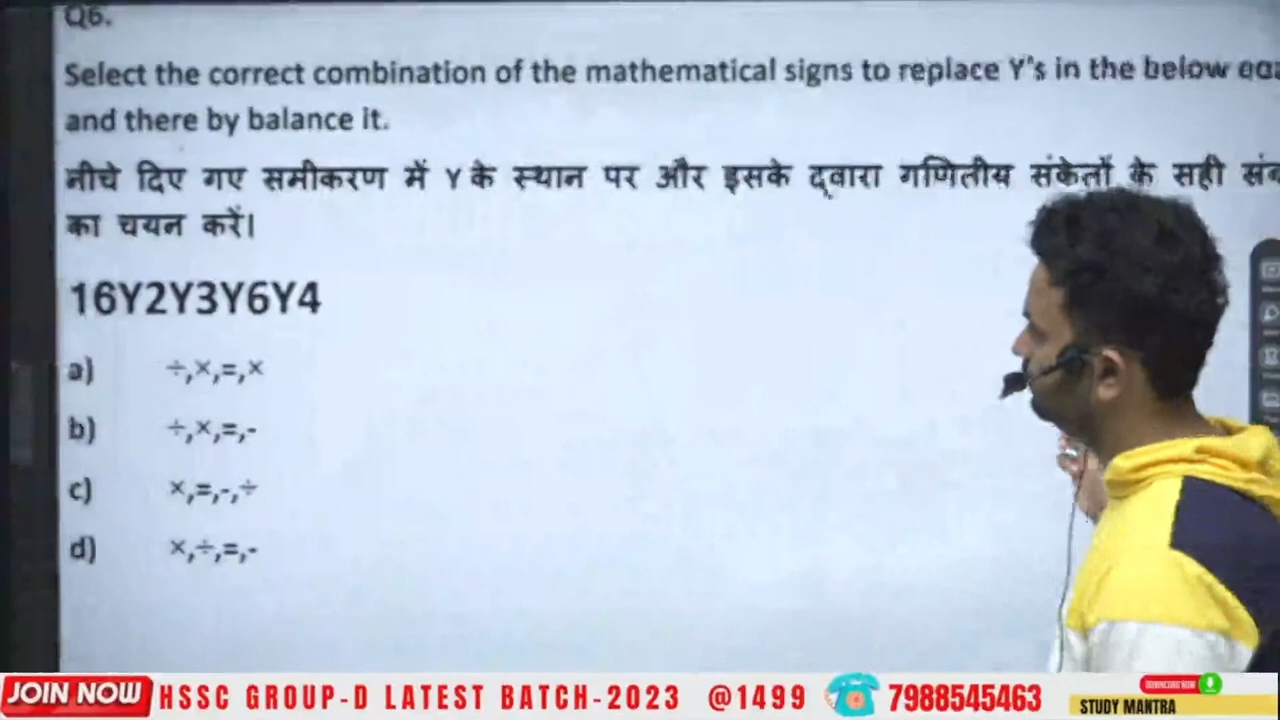 Q6.
Select the correct combination of the mathematical signs to replace Y's in the below
and there by balance it.
नीचे दिए गए समीकरण में Y के स्थान पर और इसके द्वारा गणितीय संकेतों के सही
का चयन करें।
16Y2Y3Y6Y4
a) ÷,×,=,×
b) ÷,×,=,-
c) ×,=,-,÷
d) ×,÷,=,-
JOIN NOW HSSC GROUP-D LATEST BATCH-2023 @1499 7988545463
DOWNLOAD NOW
STUDY MANTRA